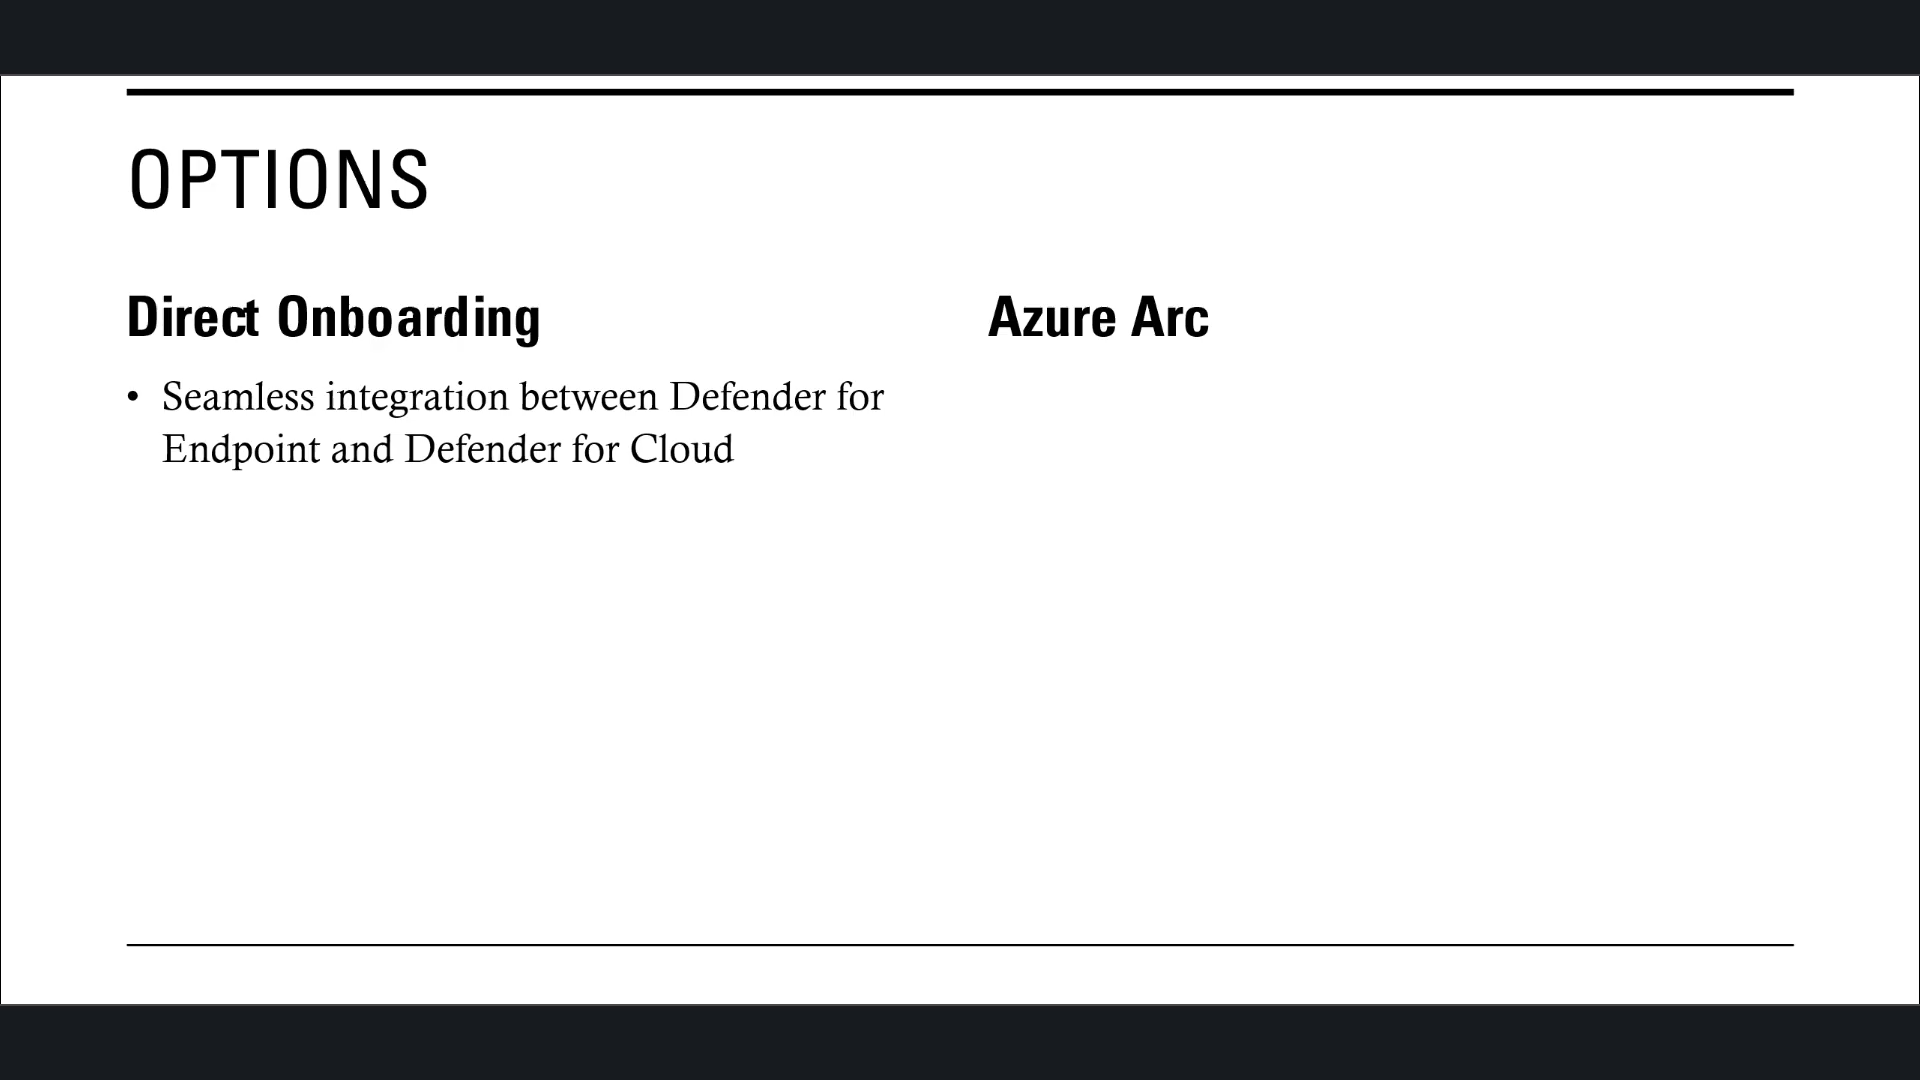 OPTIONS
Direct Onboarding
• Seamless integration between Defender for
Endpoint and Defender for Cloud
Azure Arc